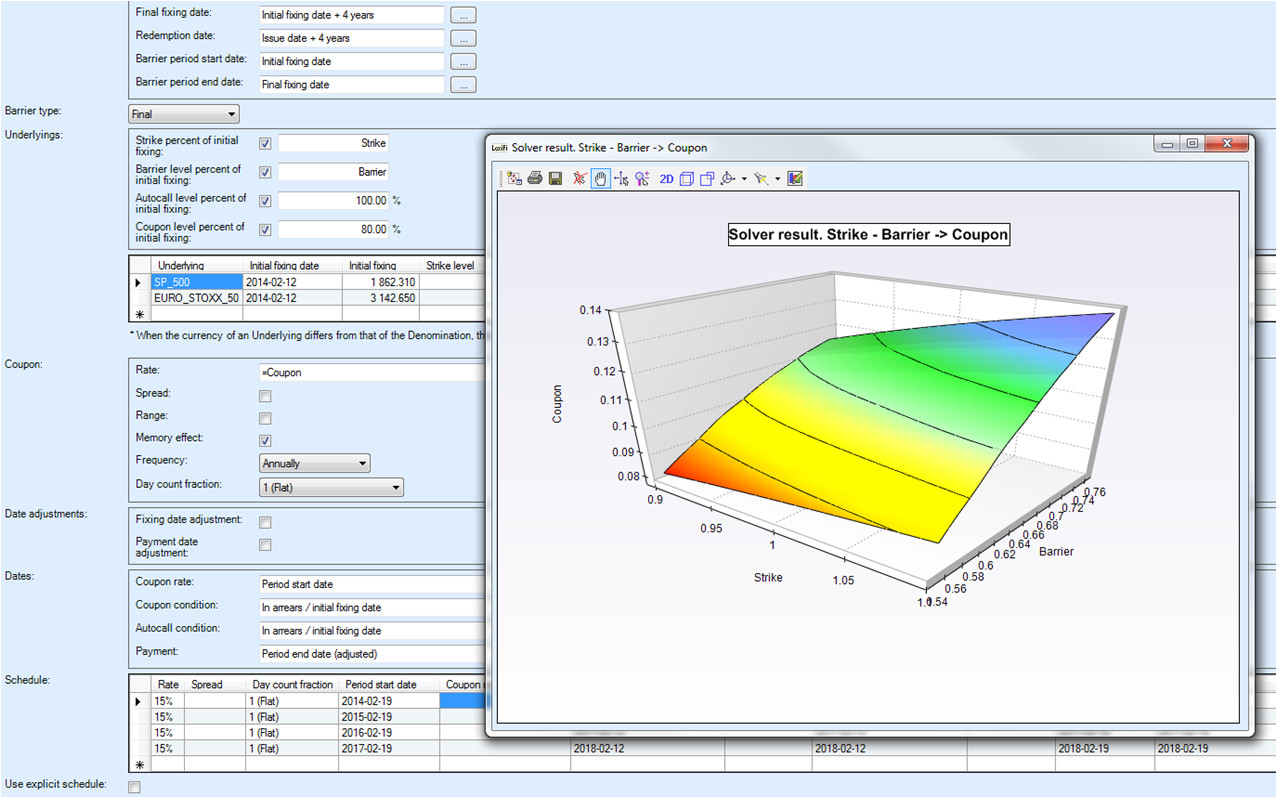 Final fixing date: Initial fixing date + 4 years ...
Redemption date: Issue date + 4 years ...
Barrier period start date: Initial fixing date ...
Barrier period end date: Final fixing date ...
Barrier type: Final
Underlyings:
Strike percent of initial fixing: Strike
Barrier level percent of initial fixing: Barrier
Autocall level percent of initial fixing: 100.00 %
Coupon level percent of initial fixing: 80.00 %
Underlying Initial fixing date Initial fixing Strike level
SP_500 2014-02-12 1 862.310
EURO_STOXX_50 2014-02-12 3 142.650
* When the currency of an Underlying differs from that of the Denomination, th
Coupon:
Rate: =Coupon
Spread:
Range:
Memory effect:
Frequency: Annually
Day count fraction: 1 (Flat)
Date adjustments:
Fixing date adjustment:
Payment date adjustment:
Dates:
Coupon rate: Period start date
Coupon condition: In arrears / initial fixing date
Autocall condition: In arrears / initial fixing date
Payment: Period end date (adjusted)
Schedule:
Rate Spread Day count fraction Period start date Coupon
15% 1 (Flat) 2014-02-19
15% 1 (Flat) 2015-02-19
15% 1 (Flat) 2016-02-19
15% 1 (Flat) 2017-02-19 2018-02-12 2018-02-12 2018-02-19 2018-02-19
Use explicit schedule:
Solver result. Strike - Barrier -> Coupon
2D
Solver result. Strike - Barrier -> Coupon
0.14
0.13
0.12
0.11
0.1
0.09
0.08
Coupon
0.9
0.95
1
1.05
Strike
0.54
0.56
0.58
0.6
0.62
0.64
0.66
0.68
0.7
0.72
0.74
0.76
Barrier